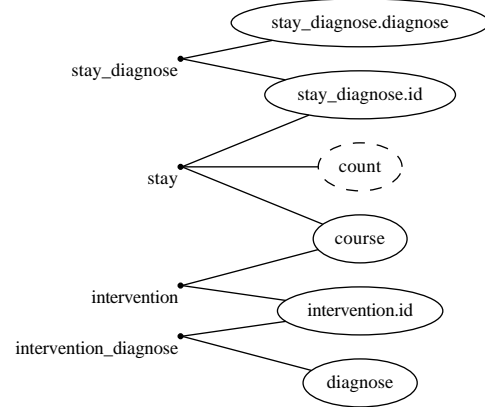 stay_diagnose.diagnose
stay_diagnose
stay_diagnose.id
count
stay
course
intervention
intervention.id
intervention_diagnose
diagnose